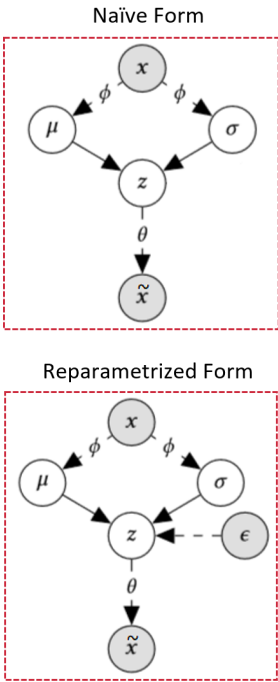 Naïve Form
x
ϕ ϕ
μ σ
z
θ
x̃
Reparametrized Form
x
ϕ ϕ
μ σ
z ϵ
θ
x̃